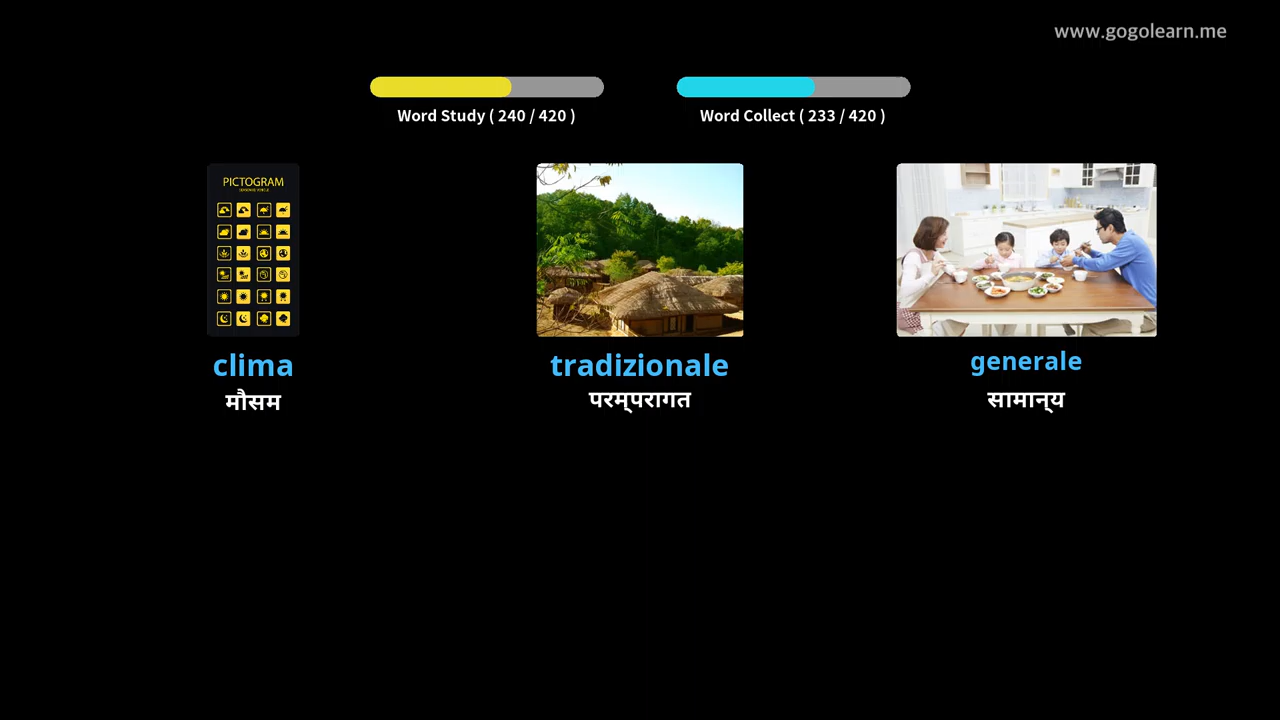 www.gogolearn.me
Word Study ( 240 / 420 )
Word Collect ( 233 / 420 )
PICTOGRAM
clima
tradizionale
generale
मौसम
परम्परागत
सामान्य